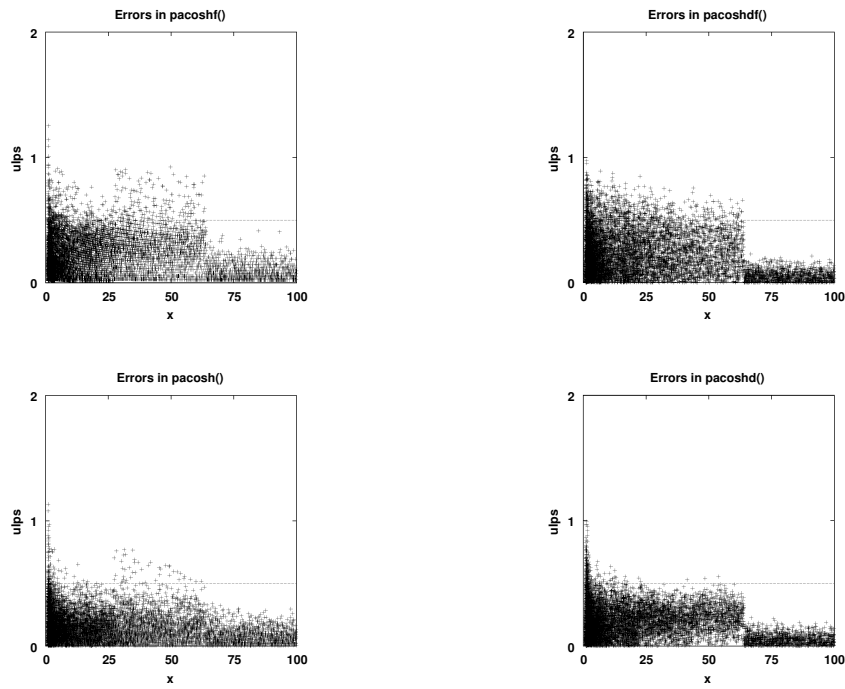 Errors in pacoshf()
2
1
0
ulps
0 25 50 75 100
x
Errors in pacoshdf()
2
1
0
ulps
0 25 50 75 100
x
Errors in pacosh()
2
1
0
ulps
0 25 50 75 100
x
Errors in pacoshd()
2
1
0
ulps
0 25 50 75 100
x